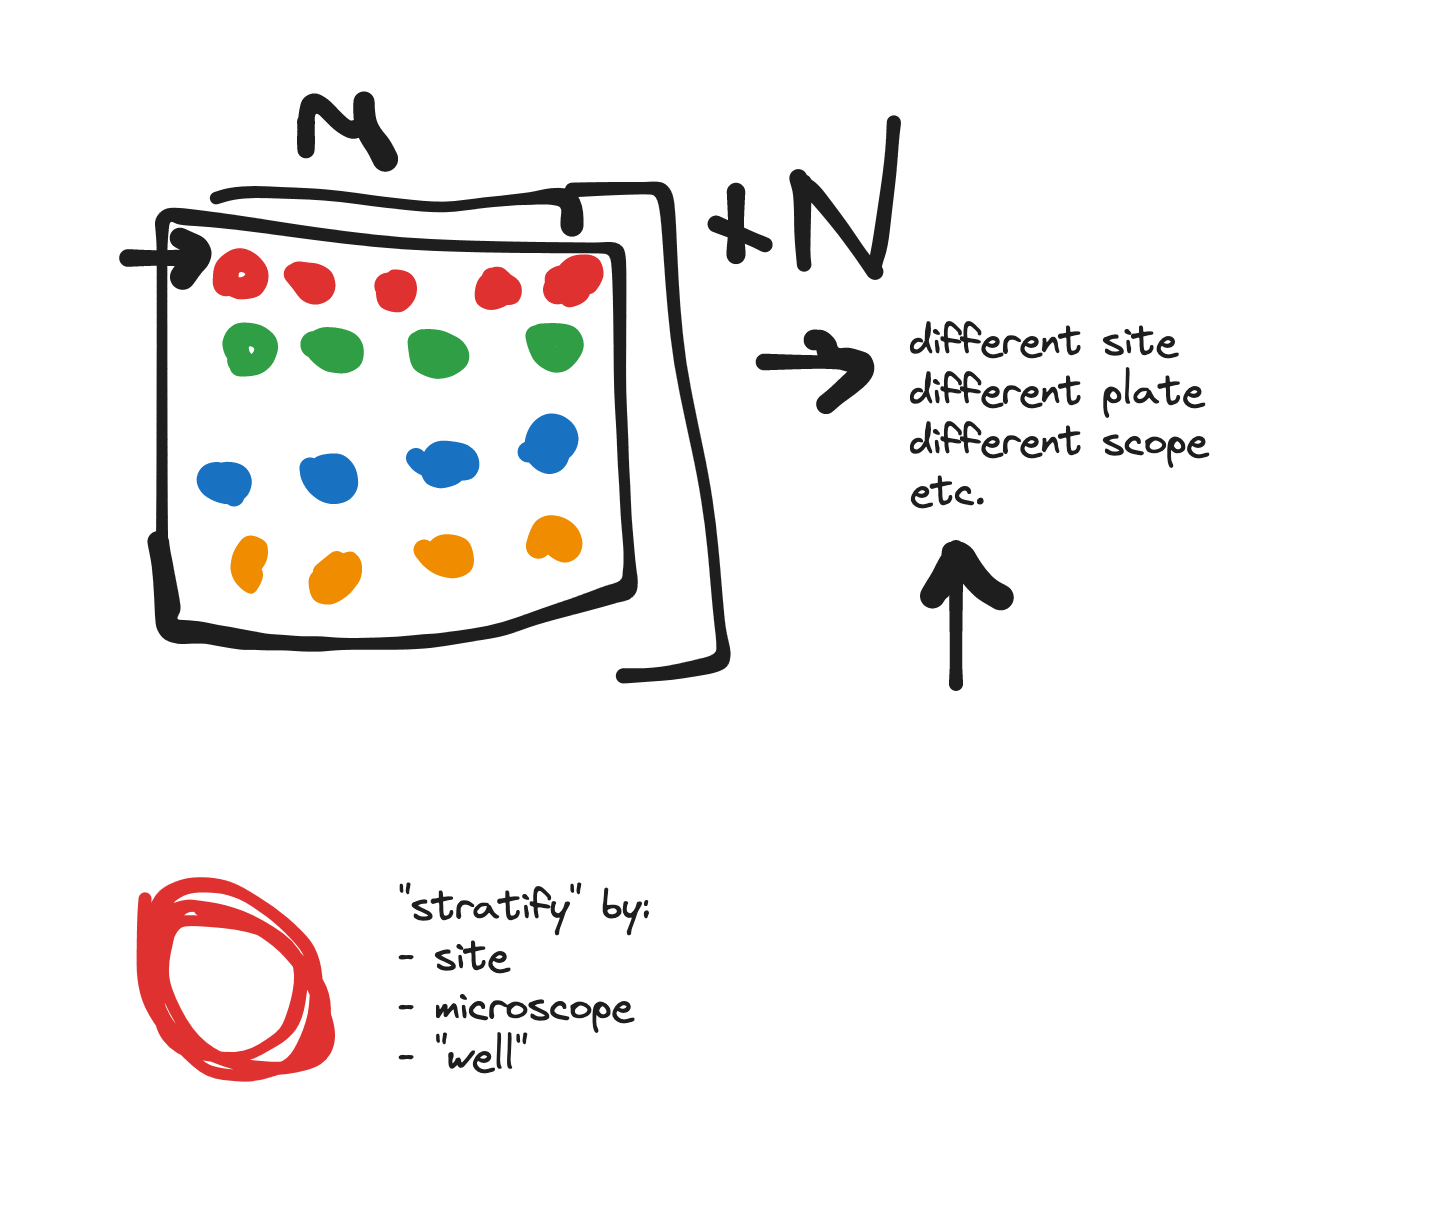 N
+N
different site
different plate
different scope
etc.
"stratify" by:
- site
- microscope
- "well"